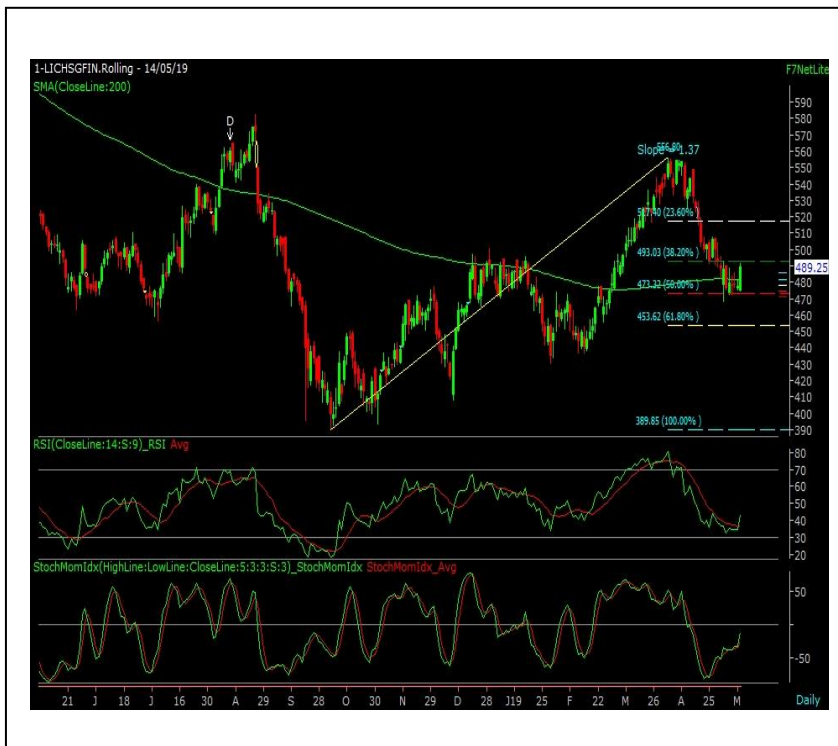 1-LICHSGFIN.Rolling - 14/05/19
F7NetLite
SMA(CloseLine:200)
590
580
570
560
550
540
530
520
510
500
490
489.25
480
470
460
450
440
430
420
410
400
390
D
Slope = 1.37
556.80
517.40 (23.60% )
493.03 (38.20% )
473.32 (50.00% )
453.62 (61.80% )
389.85 (100.00% )
RSI(CloseLine:14:S:9)_RSI Avg
80
70
60
50
40
30
20
StochMomIdx(HighLine:LowLine:CloseLine:5:3:3:S:3)_StochMomIdx StochMomIdx_Avg
50
-
-50
21 J 18 J 16 30 A 29 S 28 O 30 N 29 D 28 J19 25 F 22 M 26 A 25 M
Daily